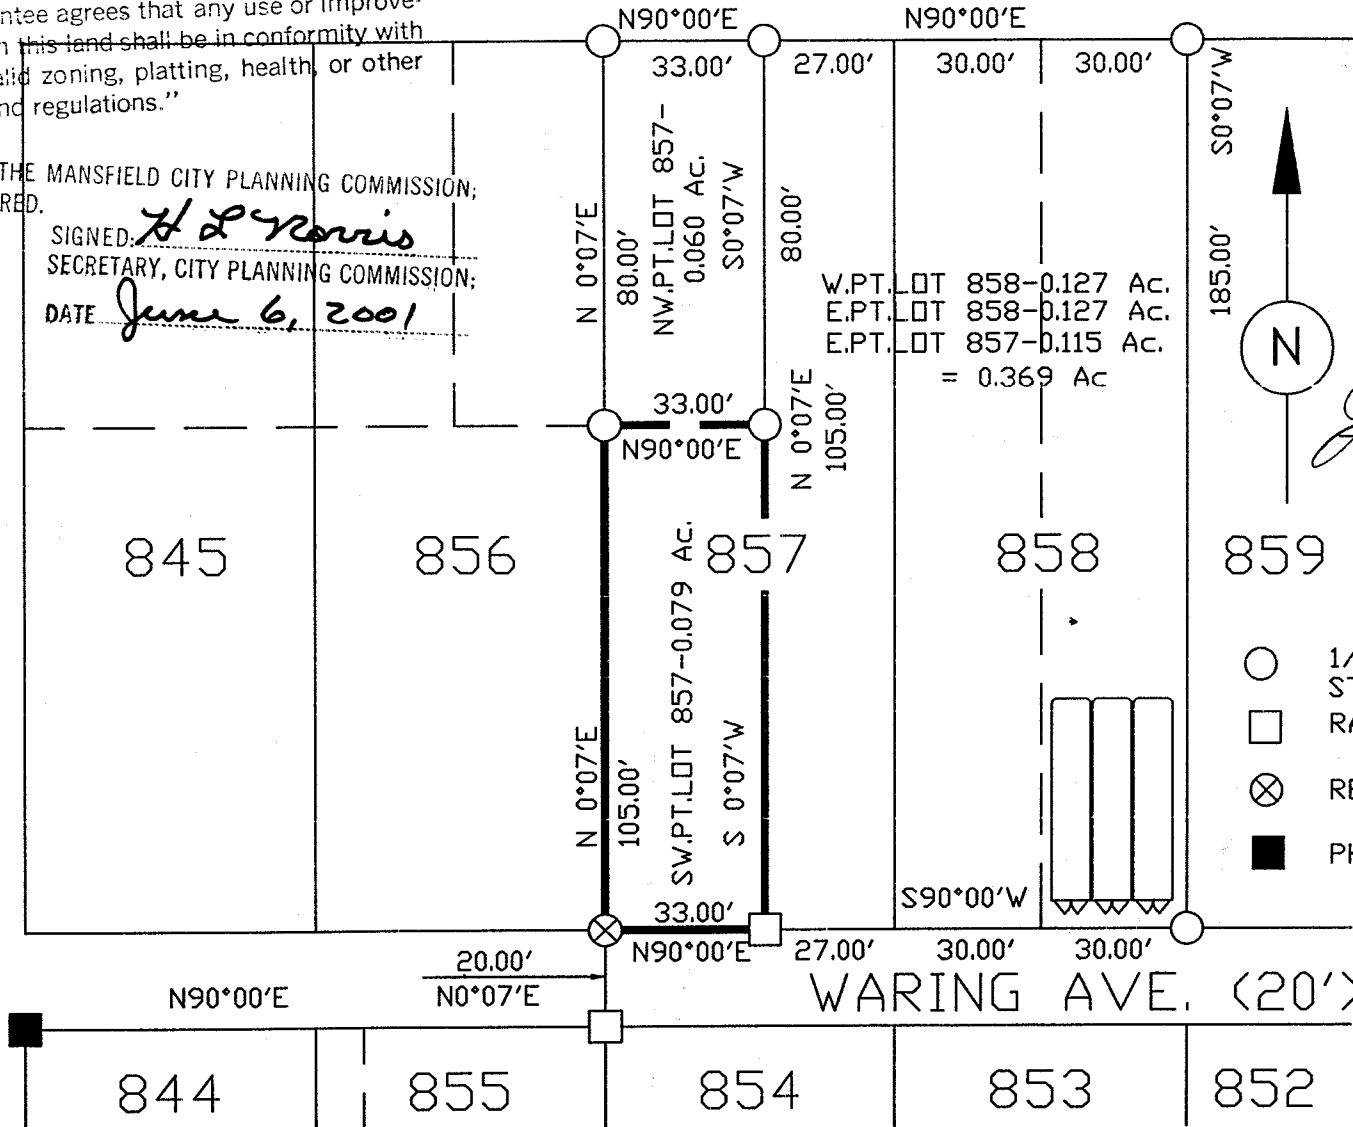 agrees that any use or improve-
this land shall be in conformity with
zoning, platting, health, or other
regulations."
THE MANSFIELD CITY PLANNING COMMISSION;
SIGNED: H L Norris
SECRETARY, CITY PLANNING COMMISSION;
DATE June 6, 2001
N90°00'E
N90°00'E
33.00'
27.00'
30.00'
30.00'
S0°07'W
185.00'
N 0°07'E
80.00'
NW.PT.LOT 857-
0.060 Ac.
S0°07'W
80.00'
W.PT.LOT 858-0.127 Ac.
E.PT.LOT 858-0.127 Ac.
E.PT.LOT 857-0.115 Ac.
= 0.369 Ac
N
33.00'
N90°00'E
N 0°07'E
105.00'
845
856
857
858
859
SW.PT.LOT 857-0.079 Ac.
N 0°07'E
105.00'
S 0°07'W
S90°00'W
33.00'
N90°00'E
27.00'
30.00'
30.00'
20.00'
N0°07'E
N90°00'E
WARING AVE. (20')
844
855
854
853
852